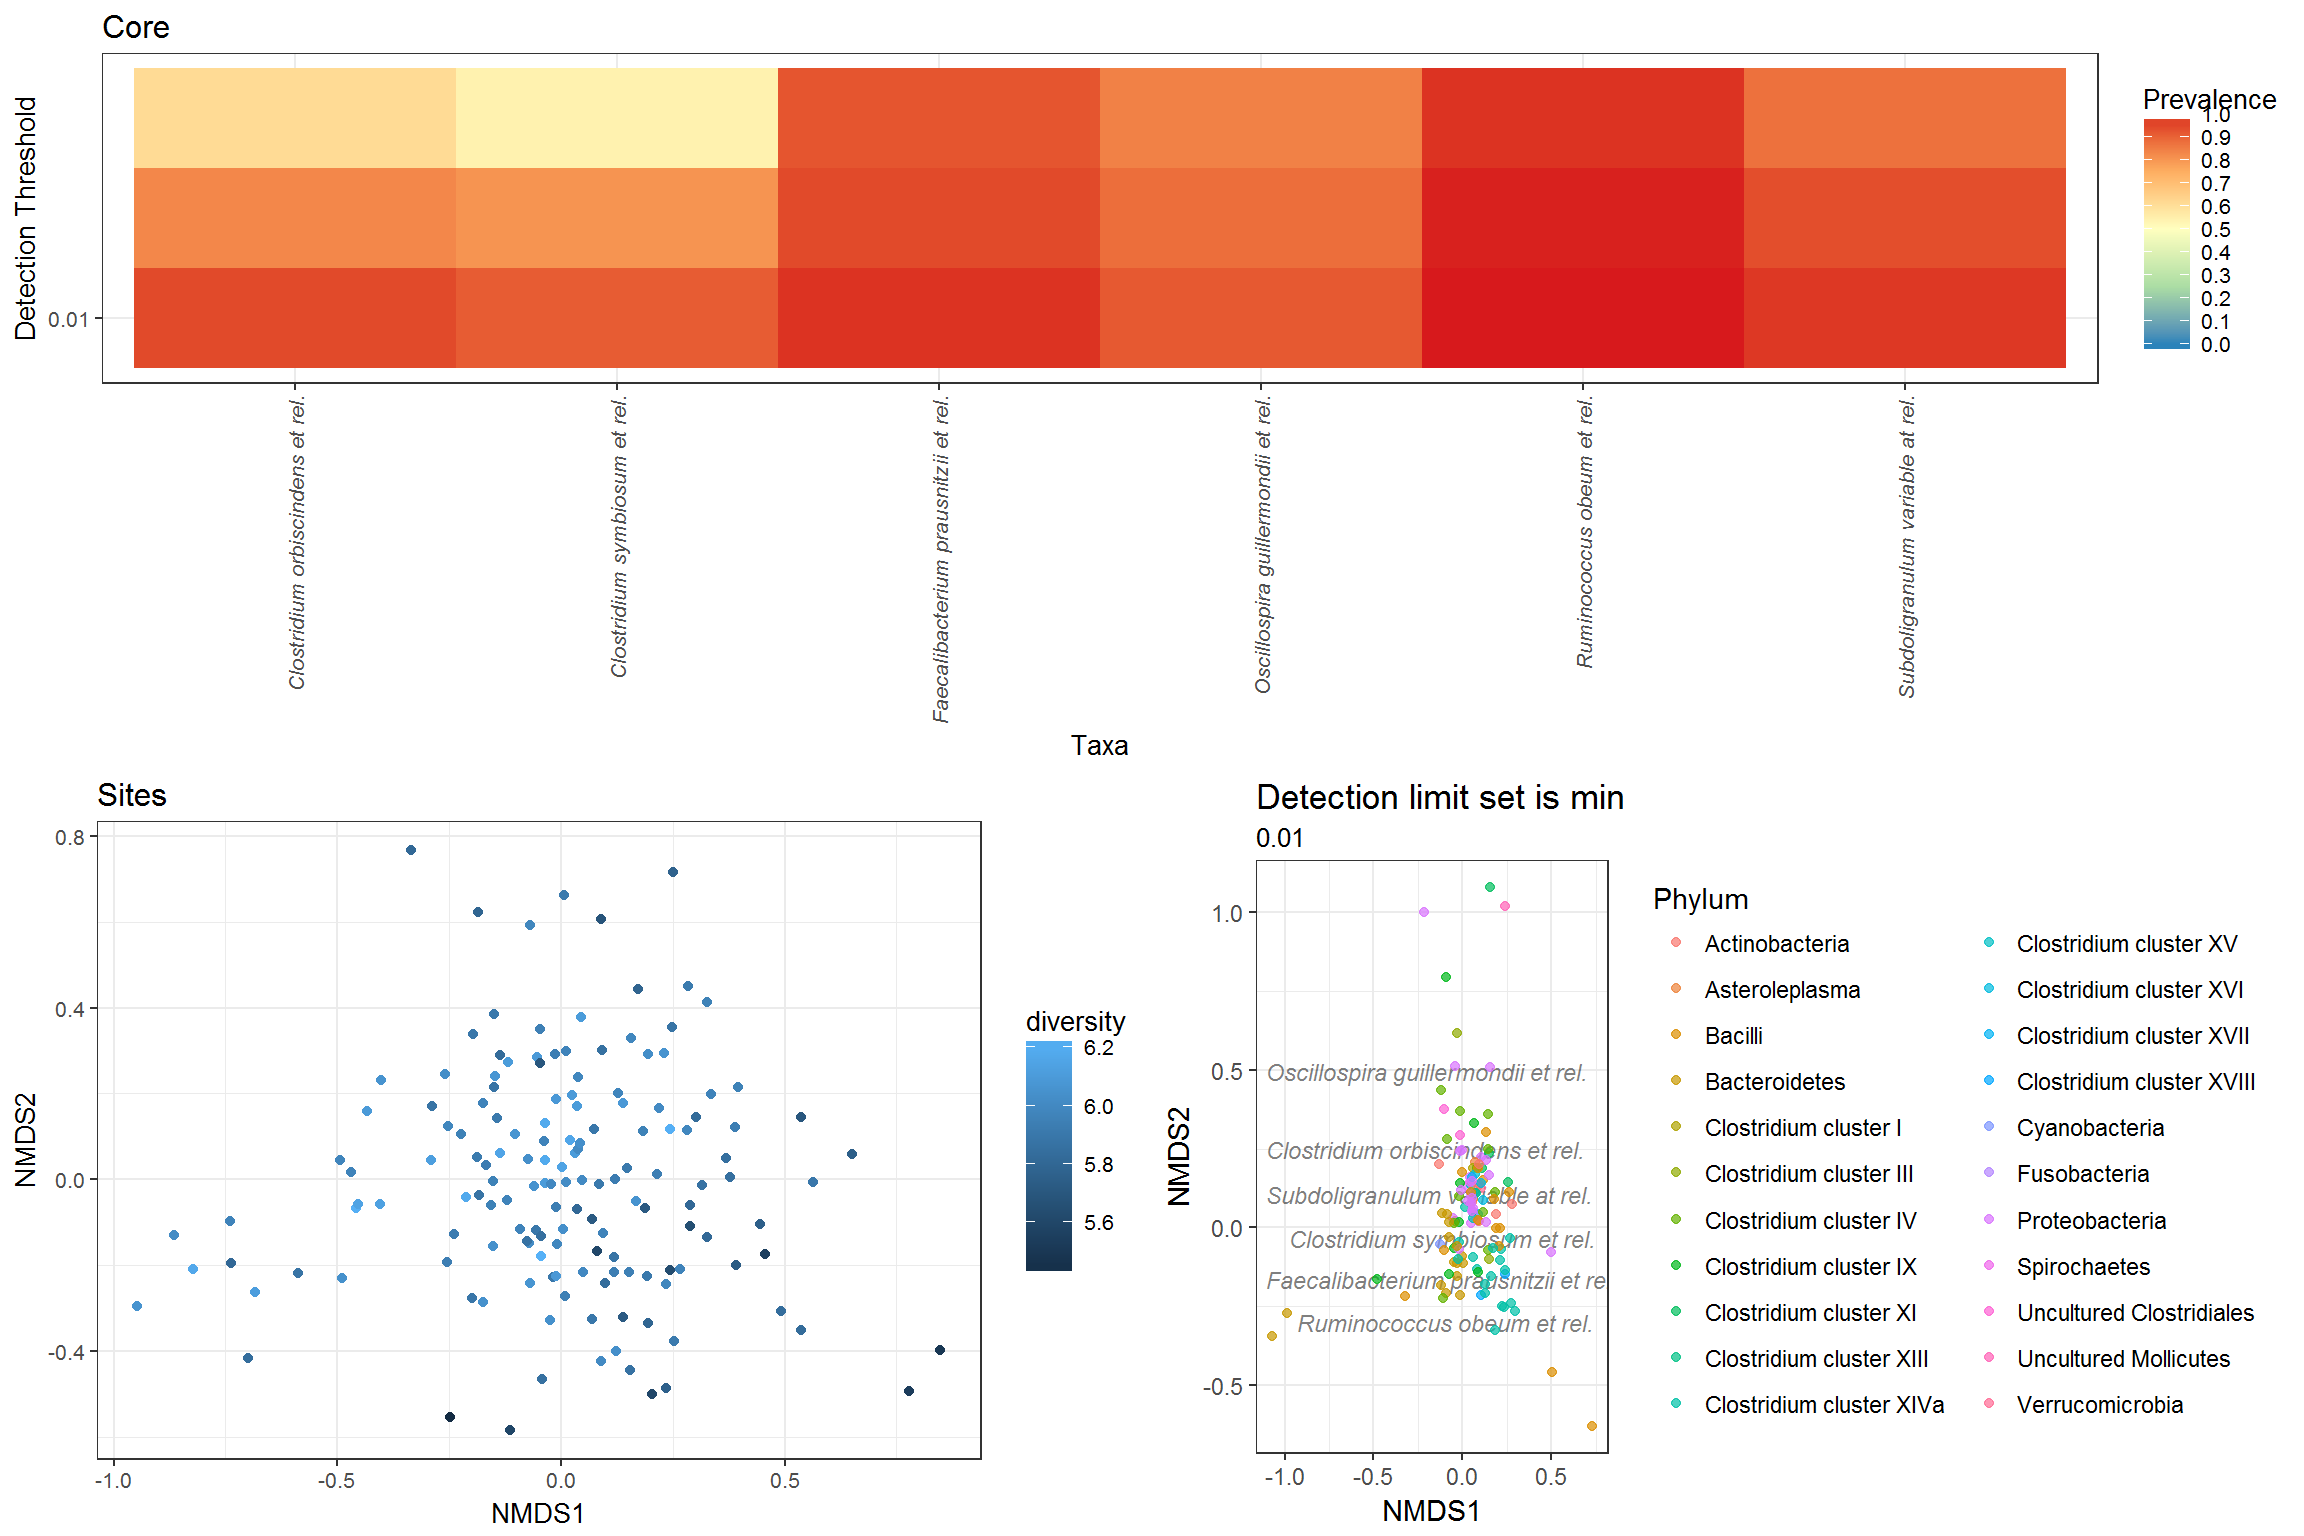 Core
Detection Threshold
0.01
Prevalence
1.0
0.9
0.8
0.7
0.6
0.5
0.4
0.3
0.2
0.1
0.0
Clostridium orbiscindens et rel.
Clostridium symbiosum et rel.
Faecalibacterium prausnitzii et rel.
Oscillospira guillermondii et rel.
Ruminococcus obeum et rel.
Subdoligranulum variable at rel.
Taxa
Sites
NMDS2
0.8
0.4
0.0
-0.4
-1.0
-0.5
0.0
0.5
NMDS1
diversity
6.2
6.0
5.8
5.6
Detection limit set is min
0.01
NMDS2
1.0
0.5
0.0
-0.5
Oscillospira guillermondii et rel.
Clostridium orbiscindens et rel.
Subdoligranulum variable at rel.
Clostridium symbiosum et rel.
Faecalibacterium prausnitzii et re
Ruminococcus obeum et rel.
-1.0
-0.5
0.0
0.5
NMDS1
Phylum
Actinobacteria
Asteroleplasma
Bacilli
Bacteroidetes
Clostridium cluster I
Clostridium cluster III
Clostridium cluster IV
Clostridium cluster IX
Clostridium cluster XI
Clostridium cluster XIII
Clostridium cluster XIVa
Clostridium cluster XV
Clostridium cluster XVI
Clostridium cluster XVII
Clostridium cluster XVIII
Cyanobacteria
Fusobacteria
Proteobacteria
Spirochaetes
Uncultured Clostridiales
Uncultured Mollicutes
Verrucomicrobia